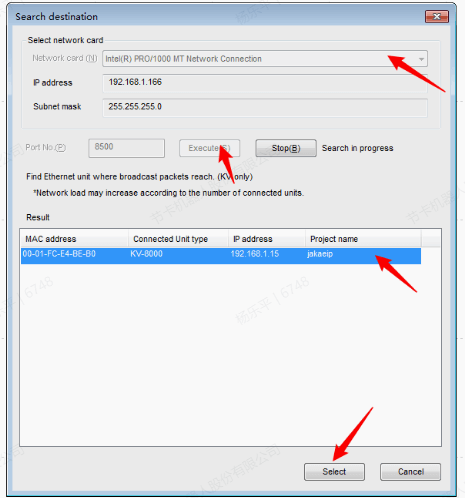 Search destination
Select network card
Network card (N) Intel(R) PRO/1000 MT Network Connection
IP address 192.168.1.166
Subnet mask 255.255.255.0
Port No.(P) 8500 Execute(S) Stop(B) Search in progress
Find Ethernet unit where broadcast packets reach. (KV only)
*Network load may increase according to the number of connected units.
Result
MAC address Connected Unit type IP address Project name
00-01-FC-E4-BE-B0 KV-8000 192.168.1.15 jakaeip
杨乐平 | 6748
Select Cancel